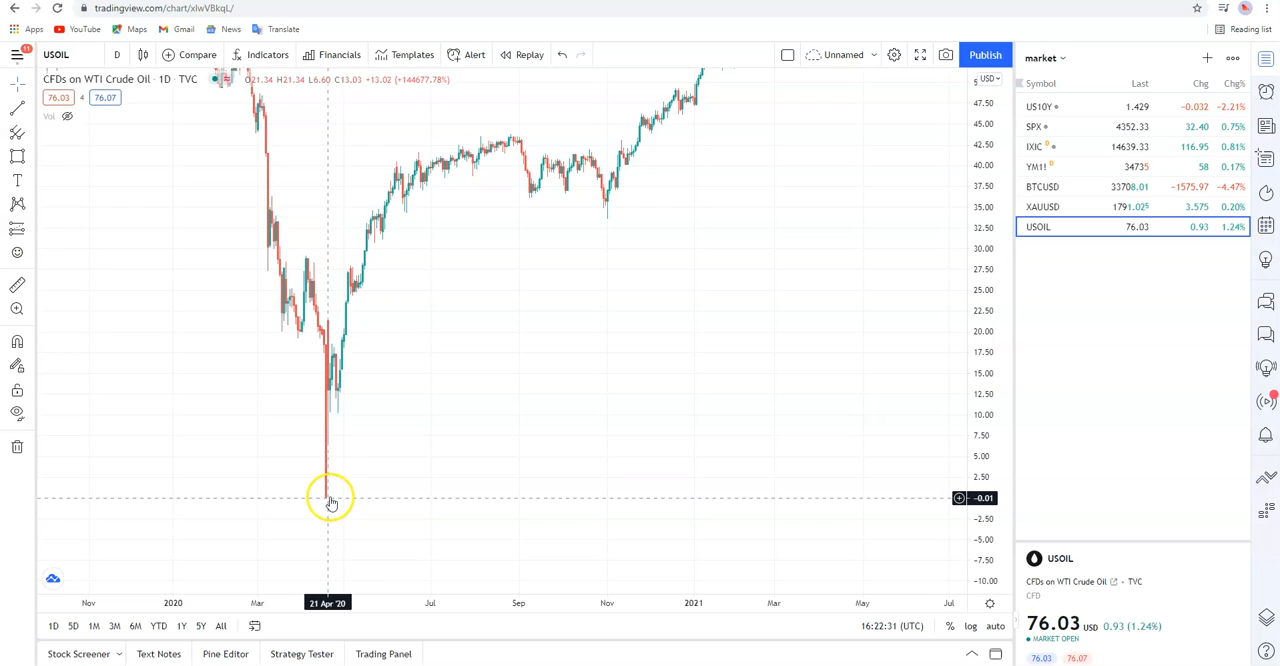 tradingview.com/chart/xlwVBkqL/
Apps YouTube Maps Gmail News Translate Reading list
11
USOIL D Compare Indicators Financials Templates Alert Replay Unnamed Publish
market
CFDs on WTI Crude Oil · 1D · TVC O21.34 H21.34 L6.60 C13.03 +13.02 (+144677.78%)
USD
76.03 4 76.07
Vol
Symbol Last Chg Chg%
US10Y 1.429 -0.032 -2.21%
SPX 4352.33 32.40 0.75%
IXIC D 14639.33 116.95 0.81%
YM1! D 34735 58 0.17%
BTCUSD 33708.01 -1575.97 -4.47%
XAUUSD 1791.025 3.575 0.20%
USOIL 76.03 0.93 1.24%
47.50
45.00
42.50
40.00
37.50
35.00
32.50
30.00
27.50
25.00
22.50
20.00
17.50
15.00
12.50
10.00
7.50
5.00
2.50
-0.01
-2.50
-5.00
-7.50
-10.00
Nov 2020 Mar 21 Apr '20 Jul Sep Nov 2021 Mar May Jul
1D 5D 1M 3M 6M YTD 1Y 5Y All 16:22:31 (UTC) % log auto
Stock Screener Text Notes Pine Editor Strategy Tester Trading Panel
USOIL
CFDs on WTI Crude Oil · TVC
CFD
76.03 USD 0.93 (1.24%)
MARKET OPEN
76.03 76.07